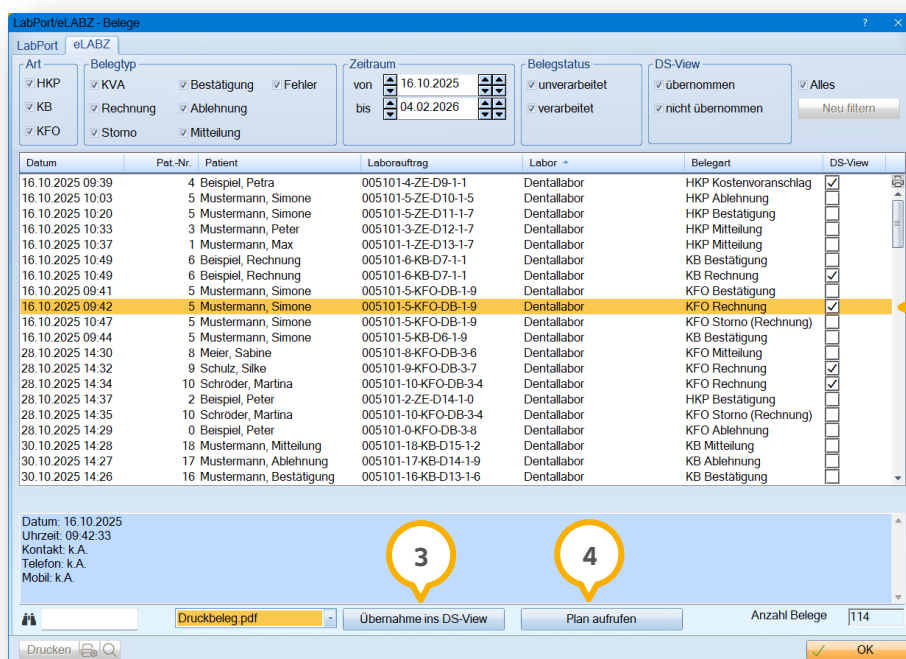 LabPort/eLABZ - Belege ? ×
LabPort eLABZ
Art Belegtyp Zeitraum Belegstatus DS-View
HKP KVA Bestätigung Fehler von 16.10.2025 unverarbeitet übernommen Alles
KB Rechnung Ablehnung bis 04.02.2026 verarbeitet nicht übernommen Neu filtern
KFO Storno Mitteilung
Datum Pat.-Nr. Patient Laborauftrag Labor Belegart DS-View
16.10.2025 09:39 4 Beispiel, Petra 005101-4-ZE-D9-1-1 Dentallabor HKP Kostenvoranschlag
16.10.2025 10:03 5 Mustermann, Simone 005101-5-ZE-D10-1-5 Dentallabor HKP Ablehnung
16.10.2025 10:20 5 Mustermann, Simone 005101-5-ZE-D11-1-7 Dentallabor HKP Bestätigung
16.10.2025 10:33 3 Mustermann, Peter 005101-3-ZE-D12-1-7 Dentallabor HKP Mitteilung
16.10.2025 10:37 1 Mustermann, Max 005101-1-ZE-D13-1-7 Dentallabor HKP Mitteilung
16.10.2025 10:49 6 Beispiel, Rechnung 005101-6-KB-D7-1-1 Dentallabor KB Bestätigung
16.10.2025 10:49 6 Beispiel, Rechnung 005101-6-KB-D7-1-1 Dentallabor KB Rechnung
16.10.2025 09:41 5 Mustermann, Simone 005101-5-KFO-DB-1-9 Dentallabor KFO Bestätigung
16.10.2025 09:42 5 Mustermann, Simone 005101-5-KFO-DB-1-9 Dentallabor KFO Rechnung
16.10.2025 10:47 5 Mustermann, Simone 005101-5-KFO-DB-1-9 Dentallabor KFO Storno (Rechnung)
16.10.2025 09:44 5 Mustermann, Simone 005101-5-KB-D6-1-9 Dentallabor KB Bestätigung
28.10.2025 14:30 8 Meier, Sabine 005101-8-KFO-DB-3-6 Dentallabor KFO Mitteilung
28.10.2025 14:32 9 Schulz, Silke 005101-9-KFO-DB-3-7 Dentallabor KFO Rechnung
28.10.2025 14:34 10 Schröder, Martina 005101-10-KFO-DB-3-4 Dentallabor KFO Rechnung
28.10.2025 14:37 2 Beispiel, Peter 005101-2-ZE-D14-1-0 Dentallabor HKP Bestätigung
28.10.2025 14:35 10 Schröder, Martina 005101-10-KFO-DB-3-4 Dentallabor KFO Storno (Rechnung)
28.10.2025 14:29 0 Beispiel, Peter 005101-0-KFO-DB-3-8 Dentallabor KFO Ablehnung
30.10.2025 14:28 18 Mustermann, Mitteilung 005101-18-KB-D15-1-2 Dentallabor KB Mitteilung
30.10.2025 14:27 17 Mustermann, Ablehnung 005101-17-KB-D14-1-9 Dentallabor KB Ablehnung
30.10.2025 14:26 16 Mustermann, Bestätigung 005101-16-KB-D13-1-6 Dentallabor KB Bestätigung
Datum: 16.10.2025
Uhrzeit: 09:42:33
Kontakt: k.A.
Telefon: k.A.
Mobil: k.A.
3 4
Druckbeleg.pdf Übernahme ins DS-View Plan aufrufen Anzahl Belege 114
Drucken OK